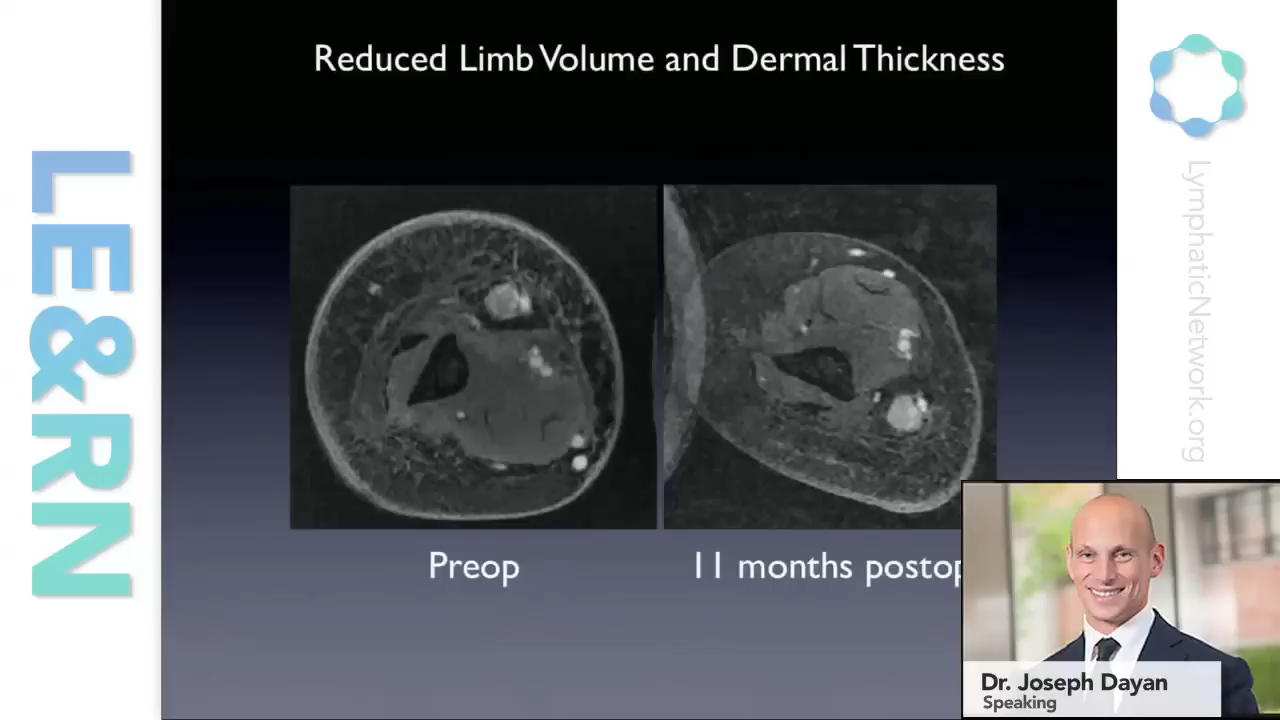 Reduced Limb Volume and Dermal Thickness
LE&RN
LymphaticNetwork.org
Preop
11 months postop
Dr. Joseph Dayan
Speaking